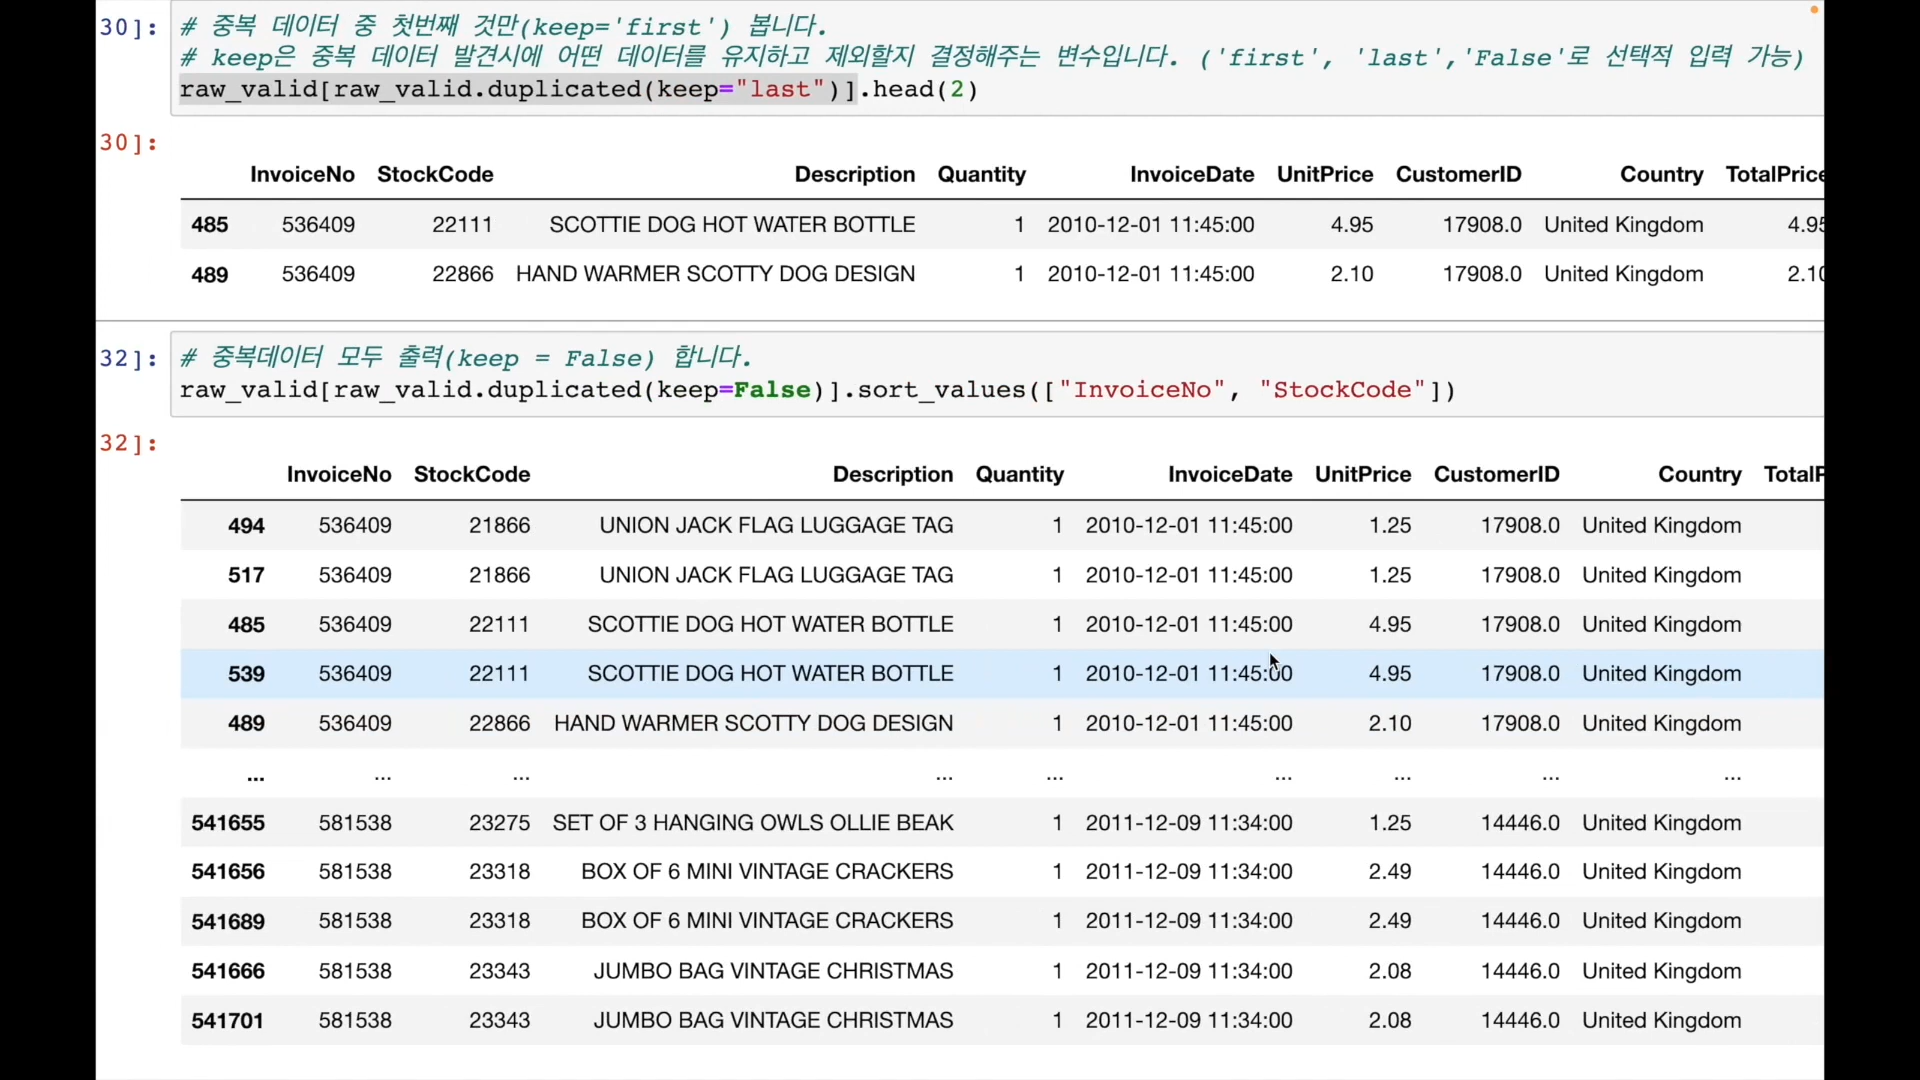 30]: # 중복 데이터 중 첫번째 것만(keep='first') 봅니다.
# keep은 중복 데이터 발견시에 어떤 데이터를 유지하고 제외할지 결정해주는 변수입니다. ('first', 'last','False'로 선택적 입력 가능)
raw_valid[raw_valid.duplicated(keep="last")].head(2)
30]:
InvoiceNo StockCode Description Quantity InvoiceDate UnitPrice CustomerID Country TotalPrice
485 536409 22111 SCOTTIE DOG HOT WATER BOTTLE 1 2010-12-01 11:45:00 4.95 17908.0 United Kingdom 4.95
489 536409 22866 HAND WARMER SCOTTY DOG DESIGN 1 2010-12-01 11:45:00 2.10 17908.0 United Kingdom 2.10
32]: # 중복데이터 모두 출력(keep = False) 합니다.
raw_valid[raw_valid.duplicated(keep=False)].sort_values(["InvoiceNo", "StockCode"])
32]:
InvoiceNo StockCode Description Quantity InvoiceDate UnitPrice CustomerID Country TotalP
494 536409 21866 UNION JACK FLAG LUGGAGE TAG 1 2010-12-01 11:45:00 1.25 17908.0 United Kingdom
517 536409 21866 UNION JACK FLAG LUGGAGE TAG 1 2010-12-01 11:45:00 1.25 17908.0 United Kingdom
485 536409 22111 SCOTTIE DOG HOT WATER BOTTLE 1 2010-12-01 11:45:00 4.95 17908.0 United Kingdom
539 536409 22111 SCOTTIE DOG HOT WATER BOTTLE 1 2010-12-01 11:45:00 4.95 17908.0 United Kingdom
489 536409 22866 HAND WARMER SCOTTY DOG DESIGN 1 2010-12-01 11:45:00 2.10 17908.0 United Kingdom
... ... ... ... ... ... ... ... ...
541655 581538 23275 SET OF 3 HANGING OWLS OLLIE BEAK 1 2011-12-09 11:34:00 1.25 14446.0 United Kingdom
541656 581538 23318 BOX OF 6 MINI VINTAGE CRACKERS 1 2011-12-09 11:34:00 2.49 14446.0 United Kingdom
541689 581538 23318 BOX OF 6 MINI VINTAGE CRACKERS 1 2011-12-09 11:34:00 2.49 14446.0 United Kingdom
541666 581538 23343 JUMBO BAG VINTAGE CHRISTMAS 1 2011-12-09 11:34:00 2.08 14446.0 United Kingdom
541701 581538 23343 JUMBO BAG VINTAGE CHRISTMAS 1 2011-12-09 11:34:00 2.08 14446.0 United Kingdom